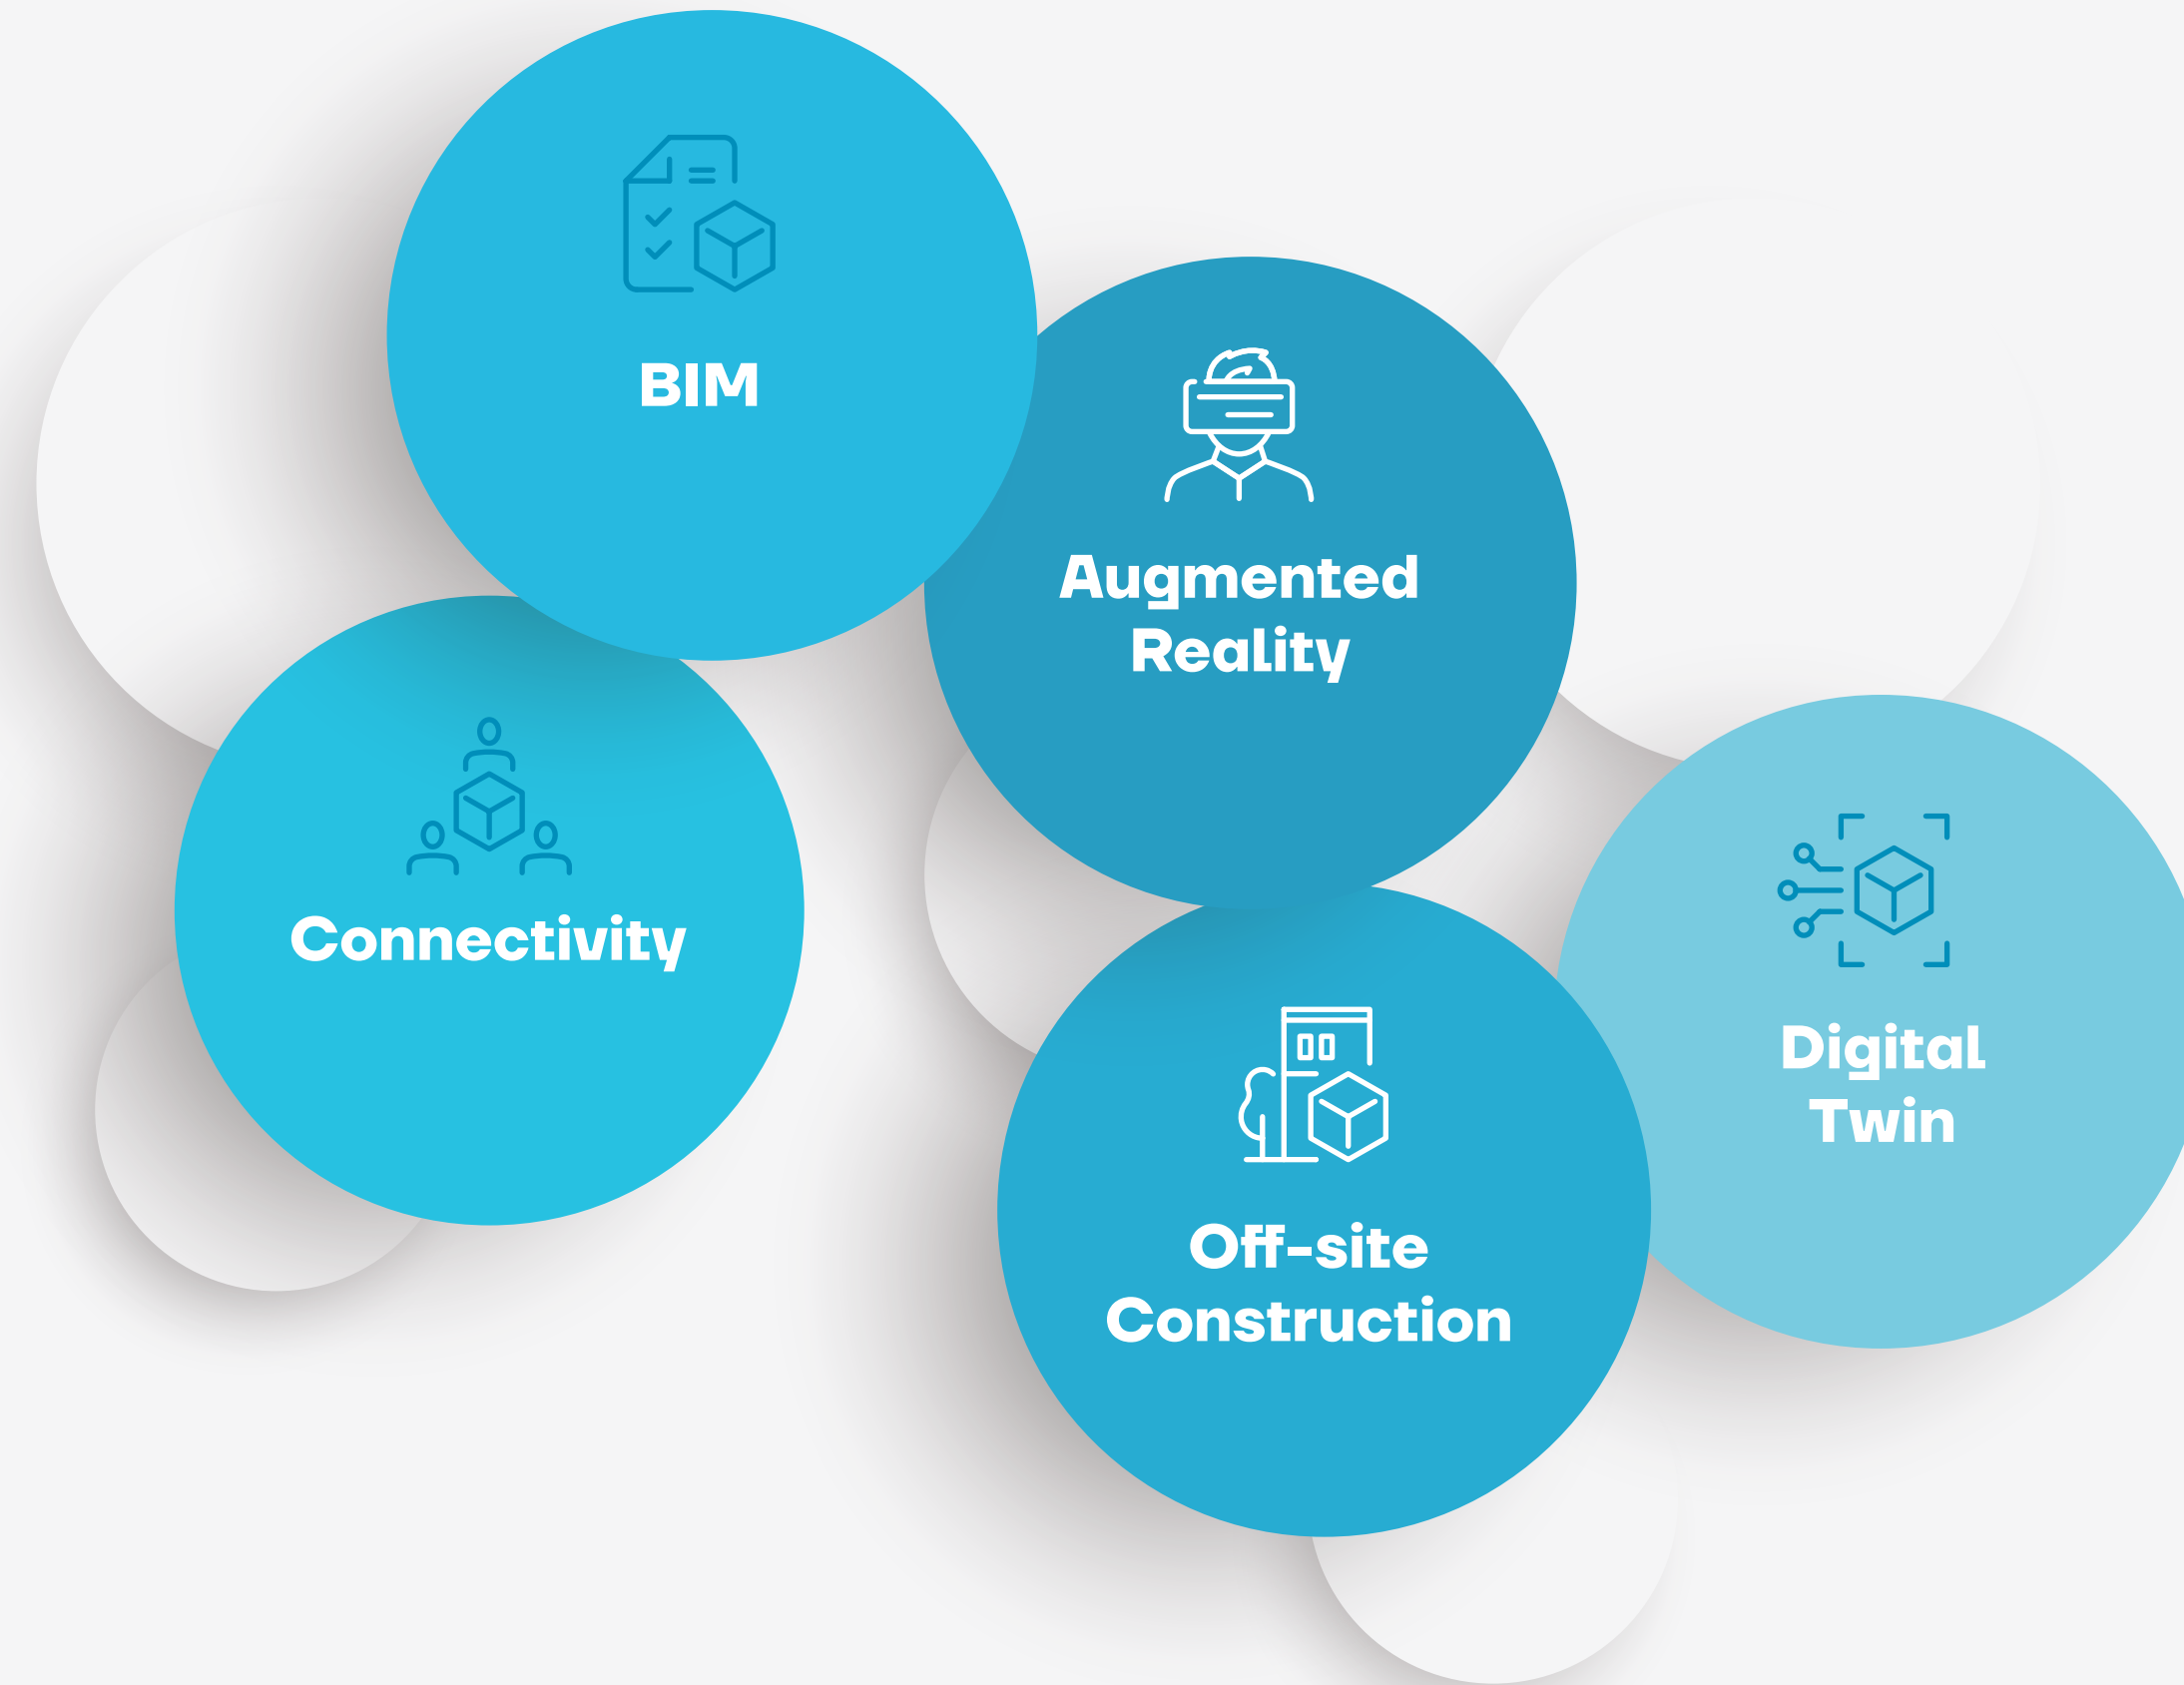 BIM
Augmented
Reality
Connectivity
Digital
Twin
Off-site
Construction